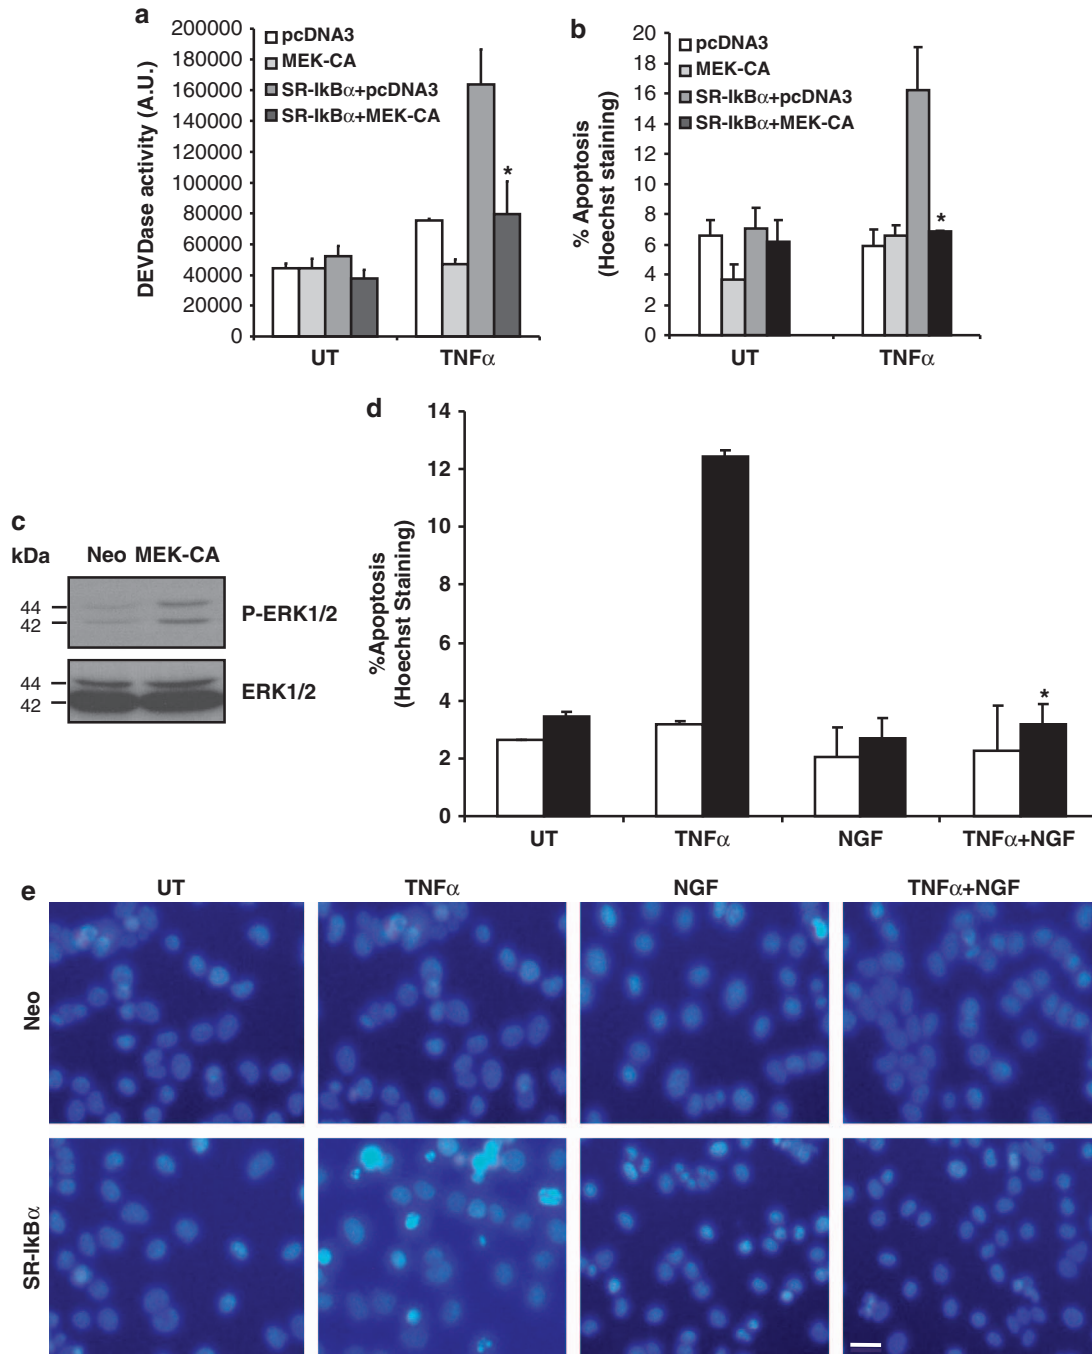 a
DEVDase activity (A.U.)
200000
180000
160000
140000
120000
100000
80000
60000
40000
20000
0
pcDNA3
MEK-CA
SR-IkBα+pcDNA3
SR-IkBα+MEK-CA
*
UT
TNFα
b
% Apoptosis
(Hoechst staining)
20
18
16
14
12
10
8
6
4
2
0
pcDNA3
MEK-CA
SR-IkBα+pcDNA3
SR-IkBα+MEK-CA
*
UT
TNFα
c
kDa
Neo MEK-CA
44
42
P-ERK1/2
44
42
ERK1/2
d
%Apoptosis
(Hoechst Staining)
14
12
10
8
6
4
2
0
*
UT
TNFα
NGF
TNFα+NGF
e
UT
TNFα
NGF
TNFα+NGF
Neo
SR-IkBα